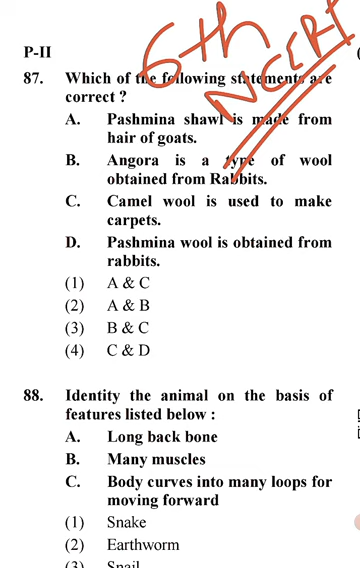 P-II
6th
NCERT
87. Which of the following statements are
correct ?
A. Pashmina shawl is made from
hair of goats.
B. Angora is a type of wool
obtained from Rabbits.
C. Camel wool is used to make
carpets.
D. Pashmina wool is obtained from
rabbits.
(1) A & C
(2) A & B
(3) B & C
(4) C & D
88. Identity the animal on the basis of
features listed below :
A. Long back bone
B. Many muscles
C. Body curves into many loops for
moving forward
(1) Snake
(2) Earthworm
(3) Snail